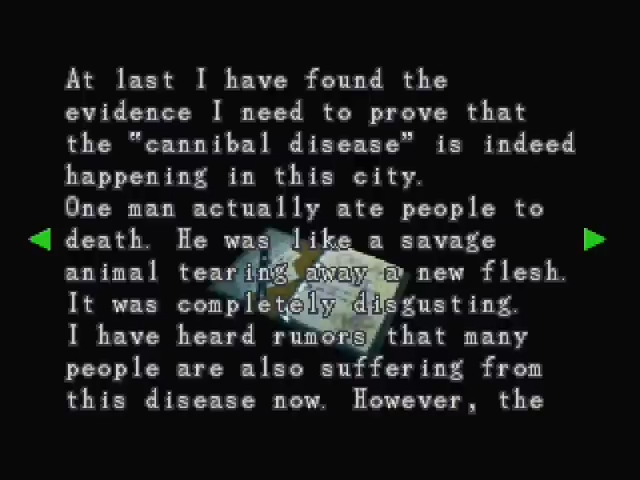 At last I have found the
evidence I need to prove that
the "cannibal disease" is indeed
happening in this city.
One man actually ate people to
death. He was like a savage
animal tearing away a new flesh.
It was completely disgusting.
I have heard rumors that many
people are also suffering from
this disease now. However, the